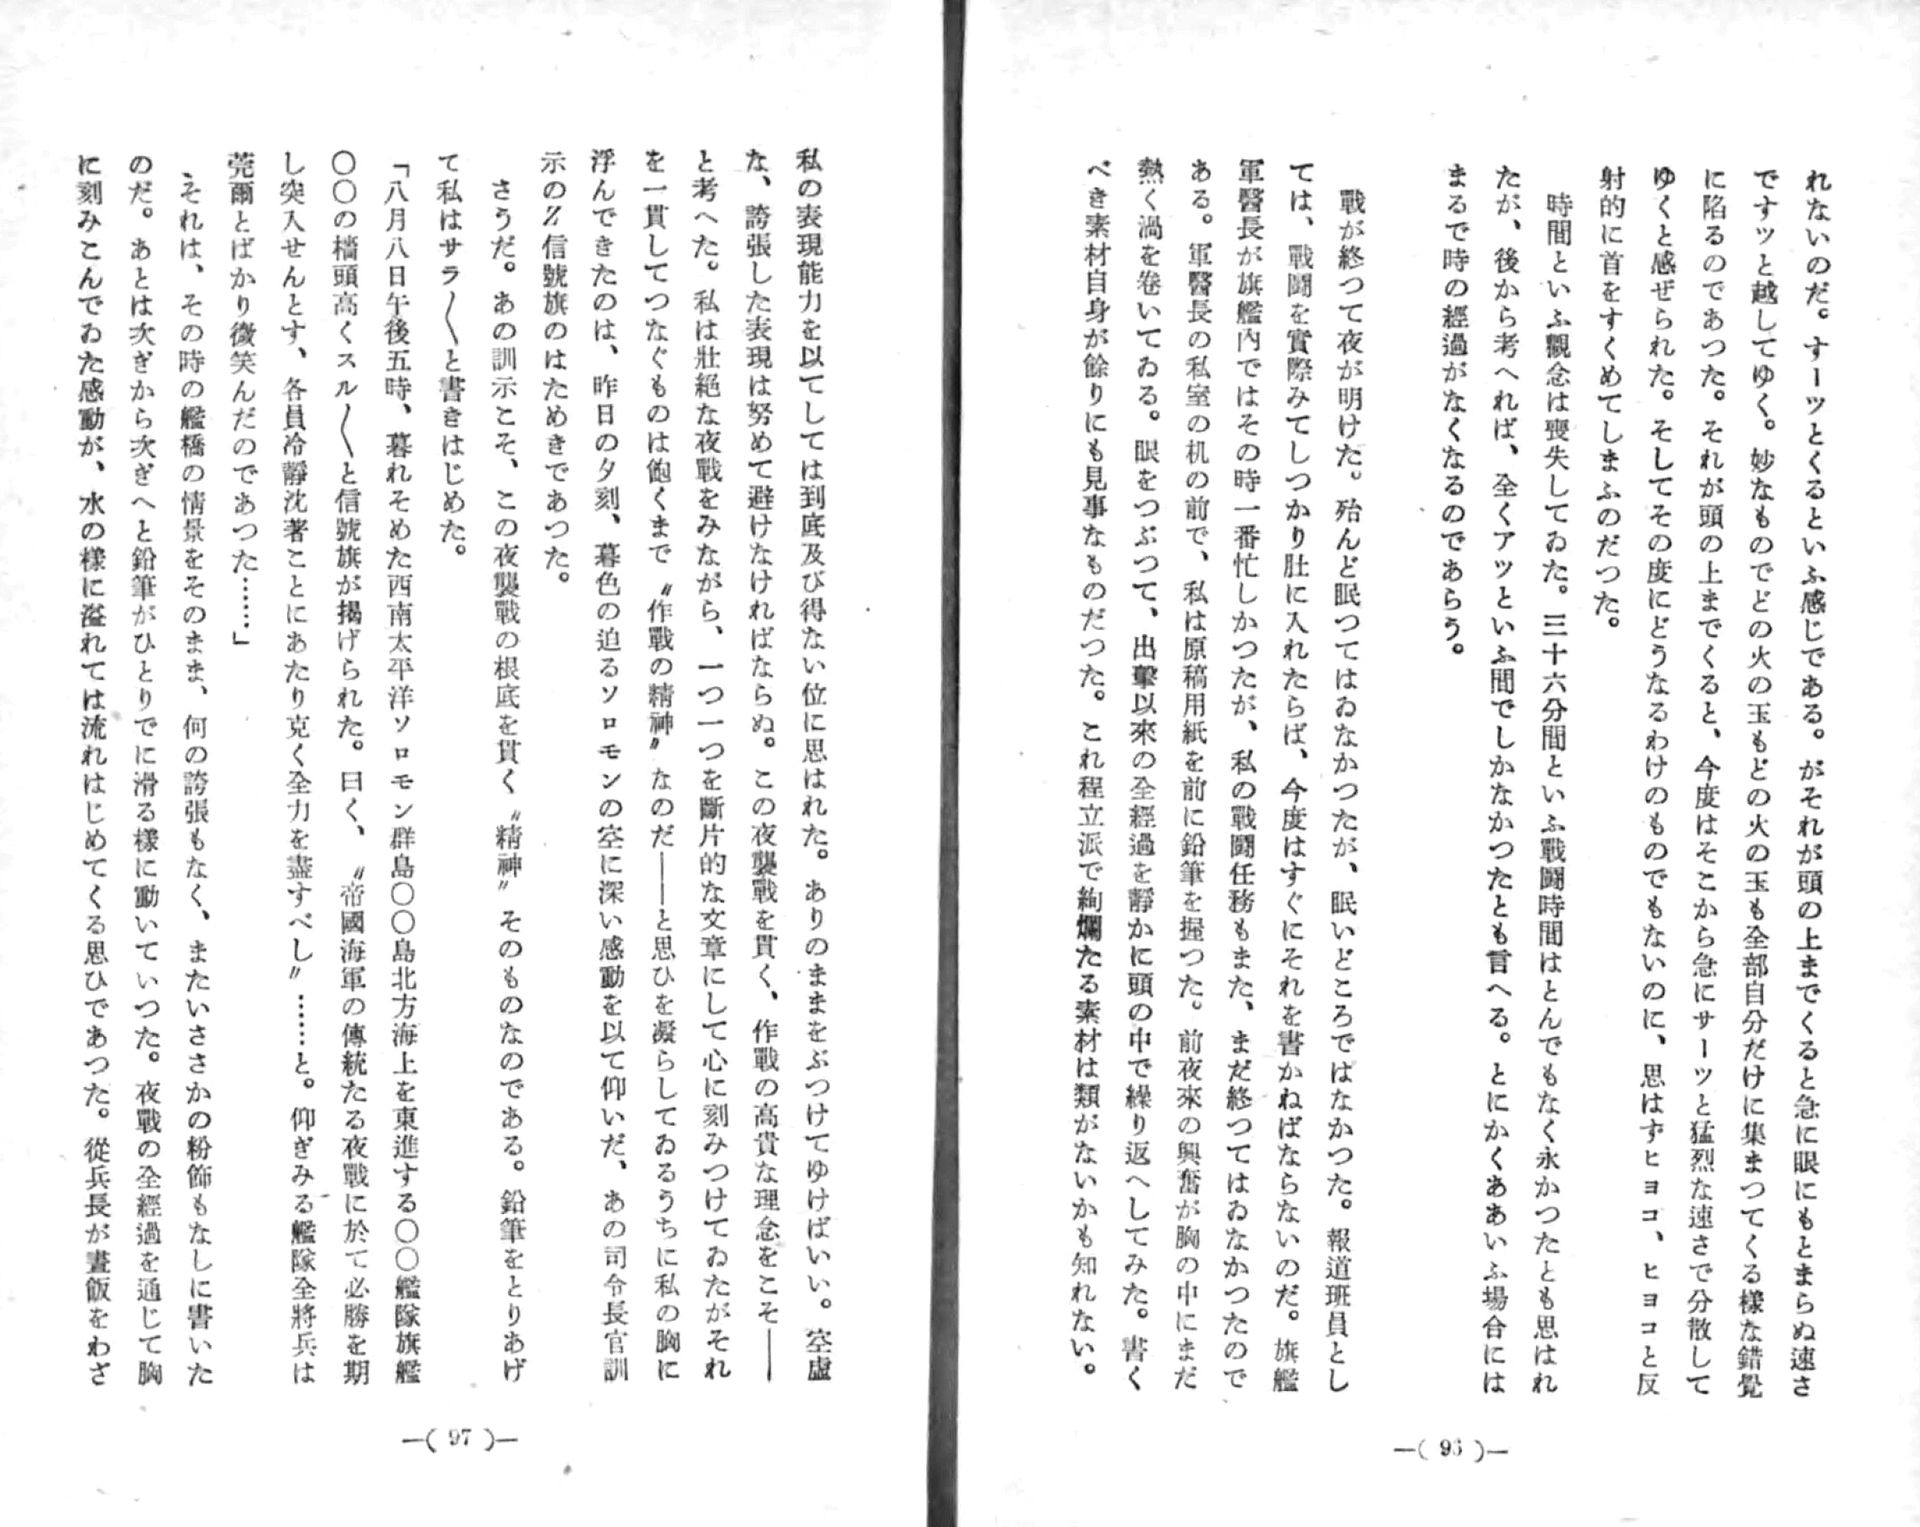 れないのだ。すーツとくるといふ感じである。がそれが頭の上までくると急に眼にもとまらぬ速さ
ですツと越してゆく。妙なものでどの火の玉もどの火の玉も全部自分だけに集まつてくる様な錯覺
に陥るのであつた。それが頭の上までくると、今度はそこから急にサーツと猛烈な速さで分散して
ゆくと感ぜられた。そしてその度にどうなるわけのものでもないのに、思はずヒヨコ、ヒヨコと反
射的に首をすくめてしまふのだつた。
時間といふ觀念は喪失してゐた。三十六分間といふ戰鬪時間はとんでもなく永かつたとも思はれ
たが、後から考へれば、全くアツといふ間でしかなかつたとも言へる。とにかくああいふ場合には
まるで時の經過がなくなるのであらう。
戰が終つて夜が明けた。殆んど眠つてはゐなかつたが、眠いどころではなかつた。報道班員とし
ては、戰鬪を實際みてしつかり肚に入れたらば、今度はすぐにそれを書かねばならないのだ。旗艦
軍醫長が旗艦内ではその時一番忙しかつたが、私の戰鬪任務もまた、まだ終つてはゐなかつたので
ある。軍醫長の私室の机の前で、私は原稿用紙を前に鉛筆を握つた。前夜來の興奮が胸の中にまだ
熱く渦を卷いてゐる。眼をつぶつて、出擊以來の全經過を靜かに頭の中で繰り返へしてみた。書く
べき素材自身が餘りにも見事なものだつた。これ程立派で絢爛たる素材は類がないかも知れない。
—( 96 )—
私の表現能力を以てしては到底及び得ない位に思はれた。ありのままをぶつけてゆけばいい。空虛
な、誇張した表現は努めて避けなければならぬ。この夜襲戰を貫く、作戰の高貴な理念をこそ――
と考へた。私は壯絶な夜戰をみながら、一つ一つを斷片的な文章にして心に刻みつけてゐたがそれ
を一貫してつなぐものは飽くまで〝作戰の精神〟なのだ――と思ひを凝らしてゐるうちに私の胸に
浮んできたのは、昨日の夕刻、暮色の迫るソロモンの空に深い感動を以て仰いだ、あの司令長官訓
示のZ信號旗のはためきであつた。
さうだ。あの訓示こそ、この夜襲戰の根底を貫く〝精神〟そのものなのである。鉛筆をとりあげ
て私はサラ〳〵と書きはじめた。
「八月八日午後五時、暮れそめた西南太平洋ソロモン群島〇〇島北方海上を東進する〇〇艦隊旗艦
〇〇の檣頭高くスル〳〵と信號旗が揭げられた。曰く、〝帝國海軍の傳統たる夜戰に於て必勝を期
し突入せんとす、各員冷靜沈著ことにあたり克く全力を盡すべし〟……と。仰ぎみる艦隊全將兵は
莞爾とばかり微笑んだのであつた……」
それは、その時の艦橋の情景をそのまま、何の誇張もなく、またいささかの粉飾もなしに書いた
のだ。あとは次ぎから次ぎへと鉛筆がひとりでに滑る樣に動いていつた。夜戰の全經過を通じて胸
に刻みこんでゐた感動が、水の樣に溢れては流れはじめてくる思ひであつた。從兵長が晝飯をわざ
—( 97 )—